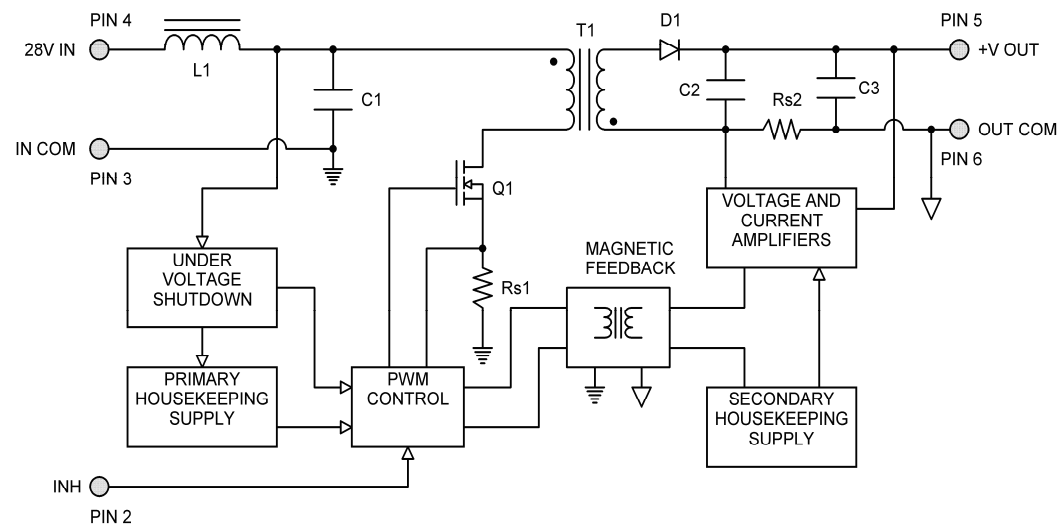 PIN 4
28V IN
L1
C1
IN COM
PIN 3
T1
D1
PIN 5
+V OUT
C2
Rs2
C3
OUT COM
PIN 6
Q1
Rs1
UNDER
VOLTAGE
SHUTDOWN
PRIMARY
HOUSEKEEPING
SUPPLY
PWM
CONTROL
MAGNETIC
FEEDBACK
VOLTAGE AND
CURRENT
AMPLIFIERS
SECONDARY
HOUSEKEEPING
SUPPLY
INH
PIN 2